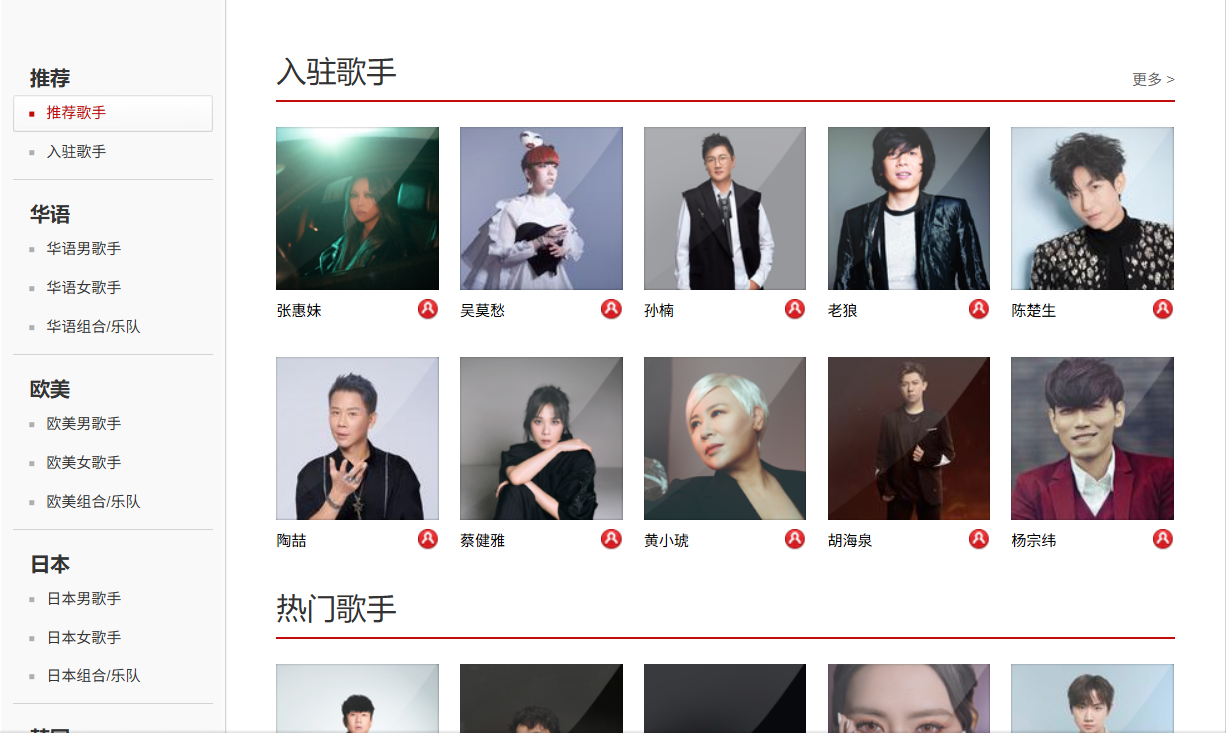 推荐
推荐歌手
入驻歌手
华语
华语男歌手
华语女歌手
华语组合/乐队
欧美
欧美男歌手
欧美女歌手
欧美组合/乐队
日本
日本男歌手
日本女歌手
日本组合/乐队
入驻歌手
更多 >
张惠妹
吴莫愁
孙楠
老狼
陈楚生
陶喆
蔡健雅
黄小琥
胡海泉
杨宗纬
热门歌手